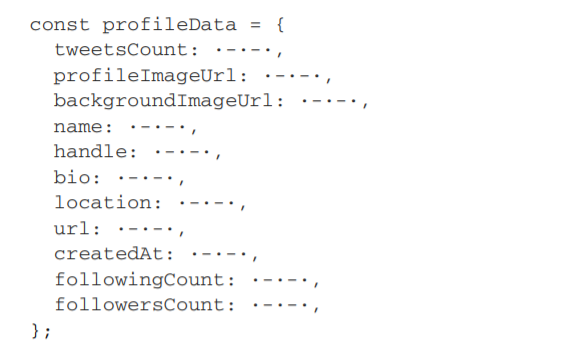 const profileData = {
  tweetsCount: ·-·-·,
  profileImageUrl: ·-·-·,
  backgroundImageUrl: ·-·-·,
  name: ·-·-·,
  handle: ·-·-·,
  bio: ·-·-·,
  location: ·-·-·,
  url: ·-·-·,
  createdAt: ·-·-·,
  followingCount: ·-·-·,
  followersCount: ·-·-·,
};